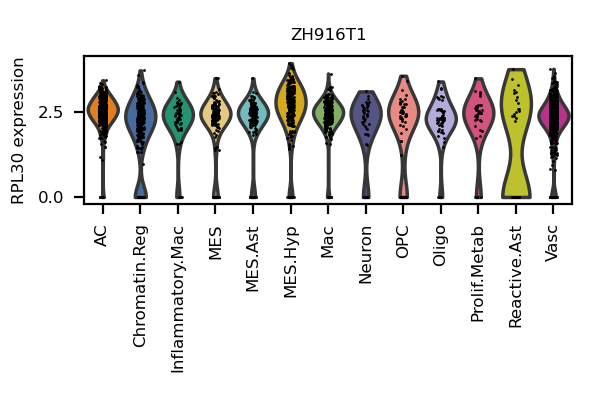 ZH916T1
RPL30 expression
2.5
0.0
AC
Chromatin.Reg
Inflammatory.Mac
MES
MES.Ast
MES.Hyp
Mac
Neuron
OPC
Oligo
Prolif.Metab
Reactive.Ast
Vasc